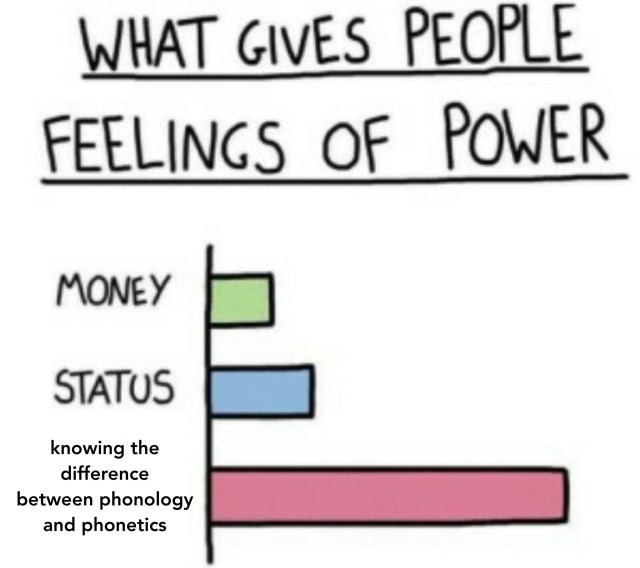 WHAT GIVES PEOPLE
FEELINGS OF POWER
MONEY
STATUS
knowing the
difference
between phonology
and phonetics